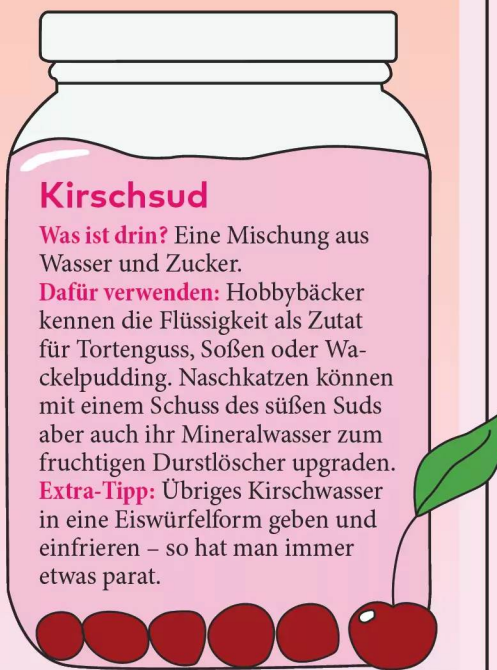 Kirschsud
Was ist drin? Eine Mischung aus
Wasser und Zucker.
Dafür verwenden: Hobbybäcker
kennen die Flüssigkeit als Zutat
für Tortenguss, Soßen oder Wa-
ckelpudding. Naschkatzen können
mit einem Schuss des süßen Suds
aber auch ihr Mineralwasser zum
fruchtigen Durstlöscher upgraden.
Extra-Tipp: Übriges Kirschwasser
in eine Eiswürfelform geben und
einfrieren – so hat man immer
etwas parat.